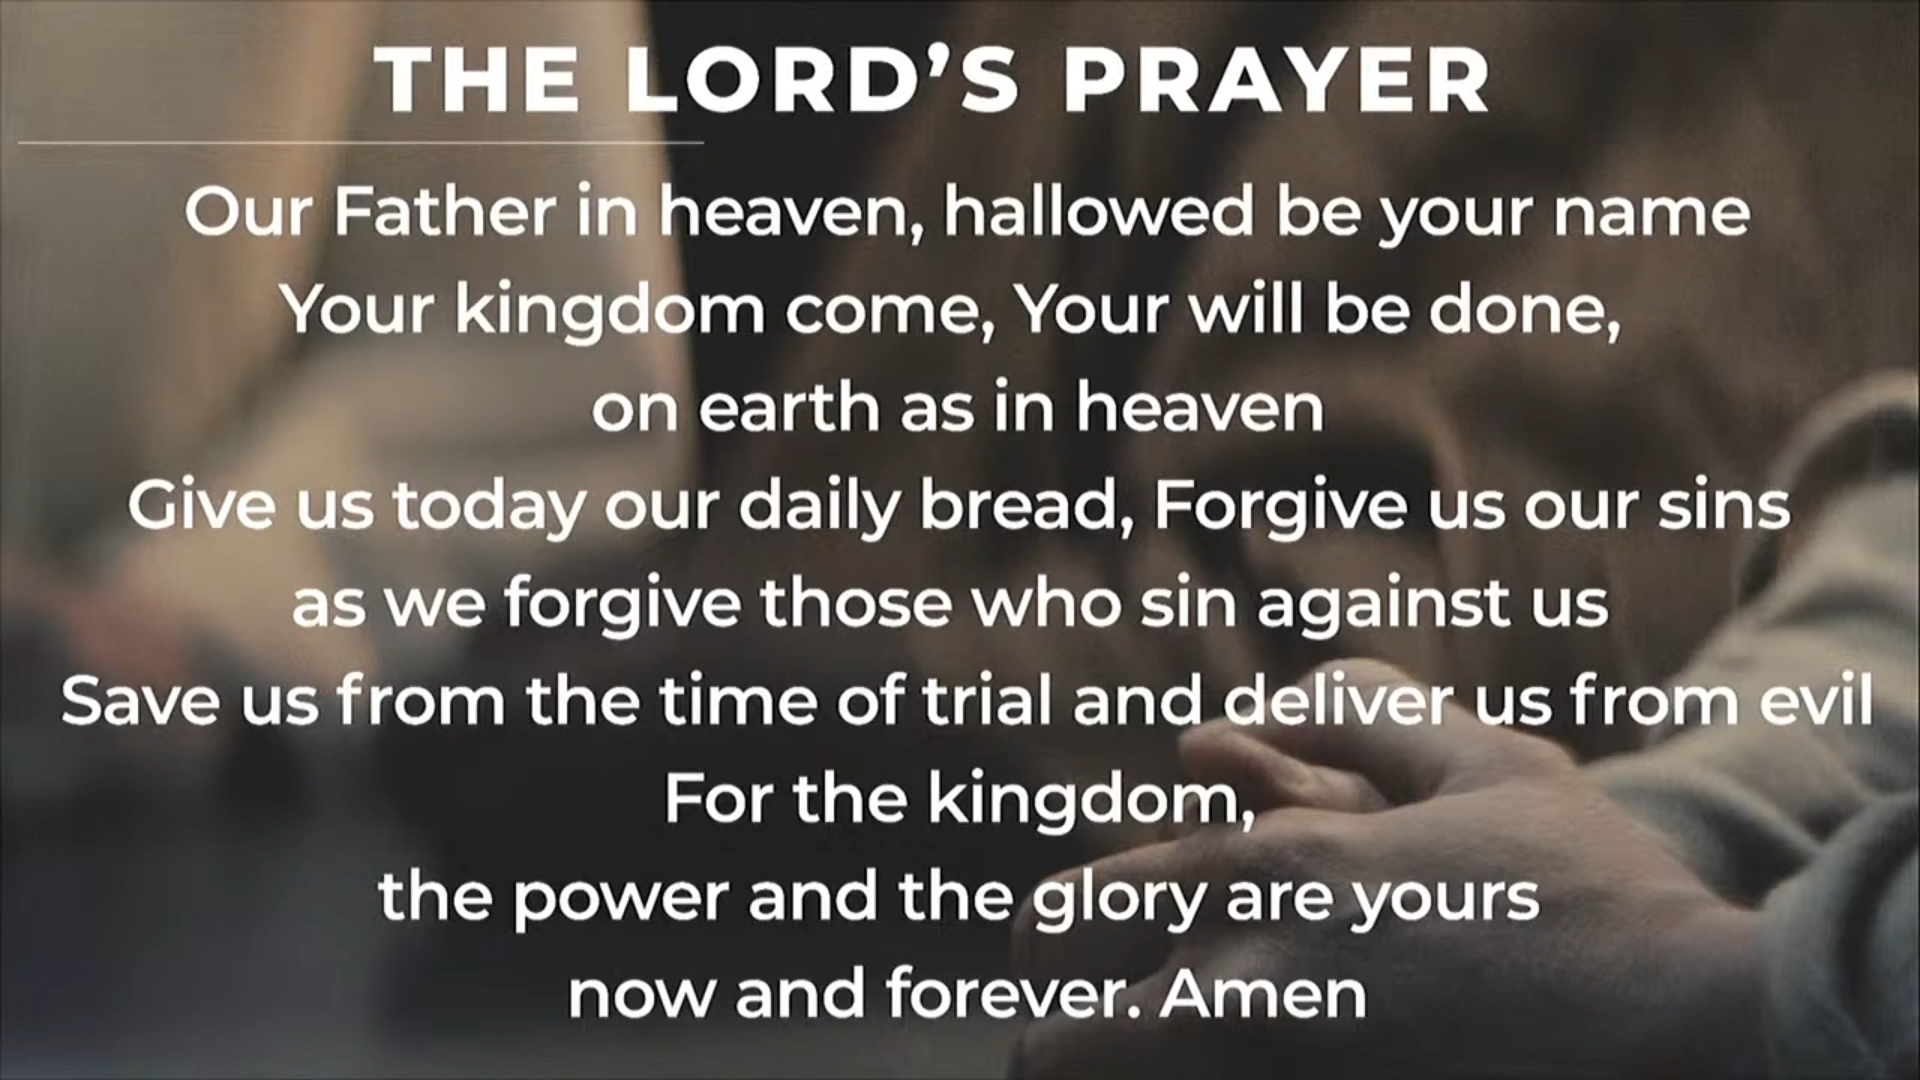 THE LORD’S PRAYER
Our Father in heaven, hallowed be your name
Your kingdom come, Your will be done,
on earth as in heaven
Give us today our daily bread, Forgive us our sins
as we forgive those who sin against us
Save us from the time of trial and deliver us from evil
For the kingdom,
the power and the glory are yours
now and forever. Amen